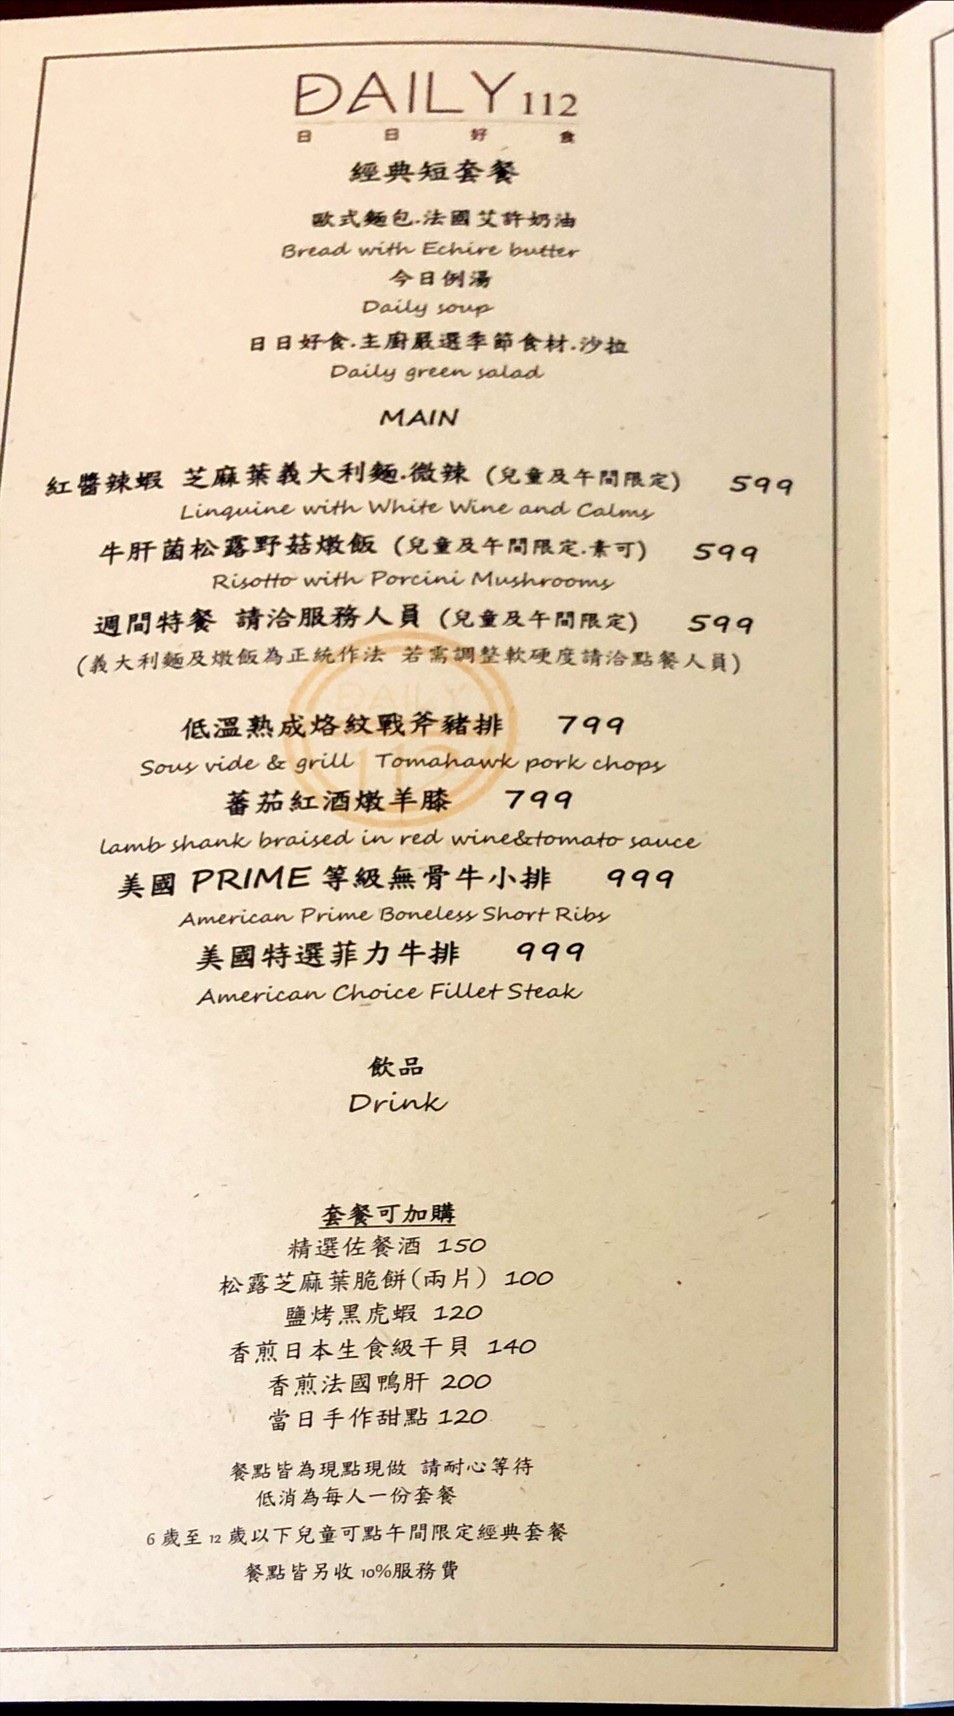 DAILY 112
日日好食
經典短套餐
歐式麵包.法國艾許奶油
Bread with Echire butter
今日例湯
Daily soup
日日好食.主廚嚴選季節食材.沙拉
Daily green salad
MAIN
紅醬辣蝦 芝麻葉義大利麵.微辣 (兒童及午間限定) 599
Linguine with White Wine and Calms
牛肝菌松露野菇燉飯 (兒童及午間限定.素可) 599
Risotto with Porcini Mushrooms
週間特餐 請洽服務人員 (兒童及午間限定) 599
(義大利麵及燉飯為正統作法 若需調整軟硬度請洽點餐人員)
DAILY
112
低溫熟成烙紋戰斧豬排 799
Sous vide & grill Tomahawk pork chops
蕃茄紅酒燉羊膝 799
lamb shank braised in red wine&tomato sauce
美國 PRIME 等級無骨牛小排 999
American Prime Boneless Short Ribs
美國特選菲力牛排 999
American Choice Fillet Steak
飲品
Drink
套餐可加購
精選佐餐酒 150
松露芝麻葉脆餅(兩片) 100
鹽烤黑虎蝦 120
香煎日本生食級干貝 140
香煎法國鴨肝 200
當日手作甜點 120
餐點皆為現點現做 請耐心等待
低消為每人一份套餐
6 歲至 12 歲以下兒童可點午間限定經典套餐
餐點皆另收 10%服務費